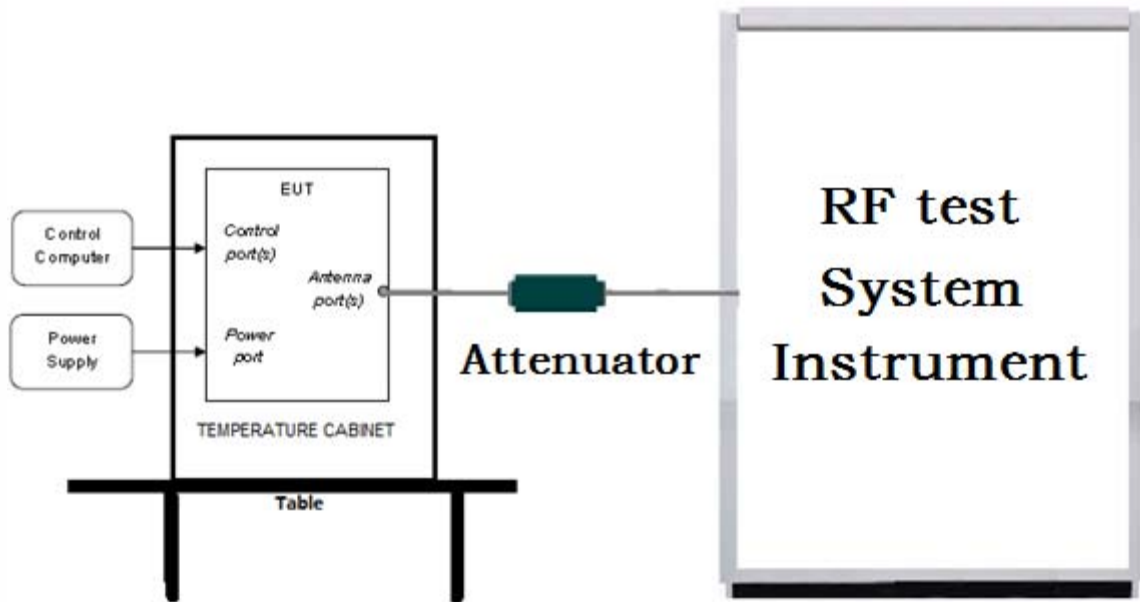 Control
Computer
Power
Supply
EUT
Control
port(s)
Antenna
port(s)
Power
port
TEMPERATURE CABINET
Table
Attenuator
RF test
System
Instrument